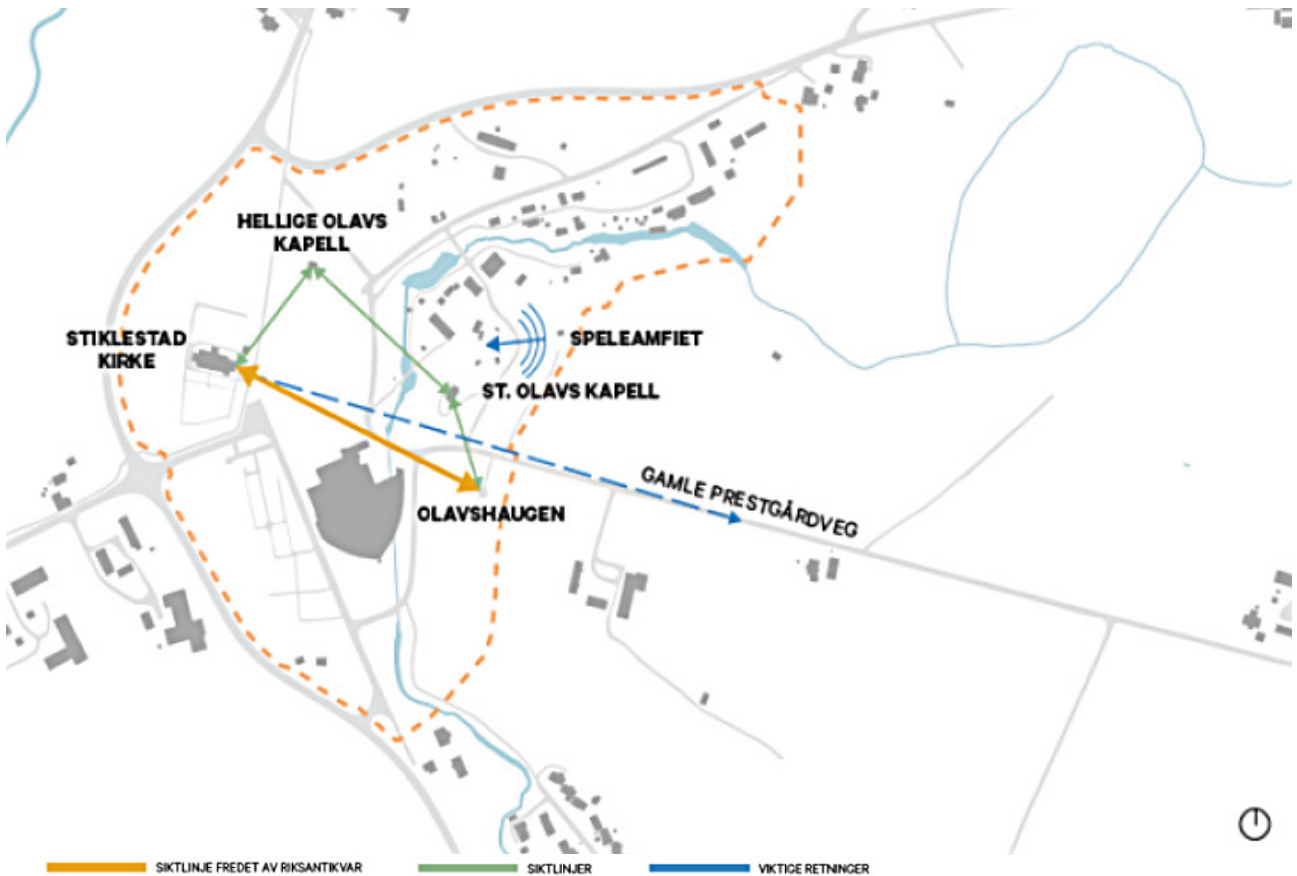 HELLIGE OLAVS
KAPELL
STIKLESTAD
KIRKE
SPELEAMFIET
ST. OLAVS KAPELL
GAMLE PRESTGÅRDVEG
OLAVSHAUGEN
SIKTLINJE FREDET AV RIKSANTIKVAR
SIKTLINJER
VIKTIGE RETNINGER